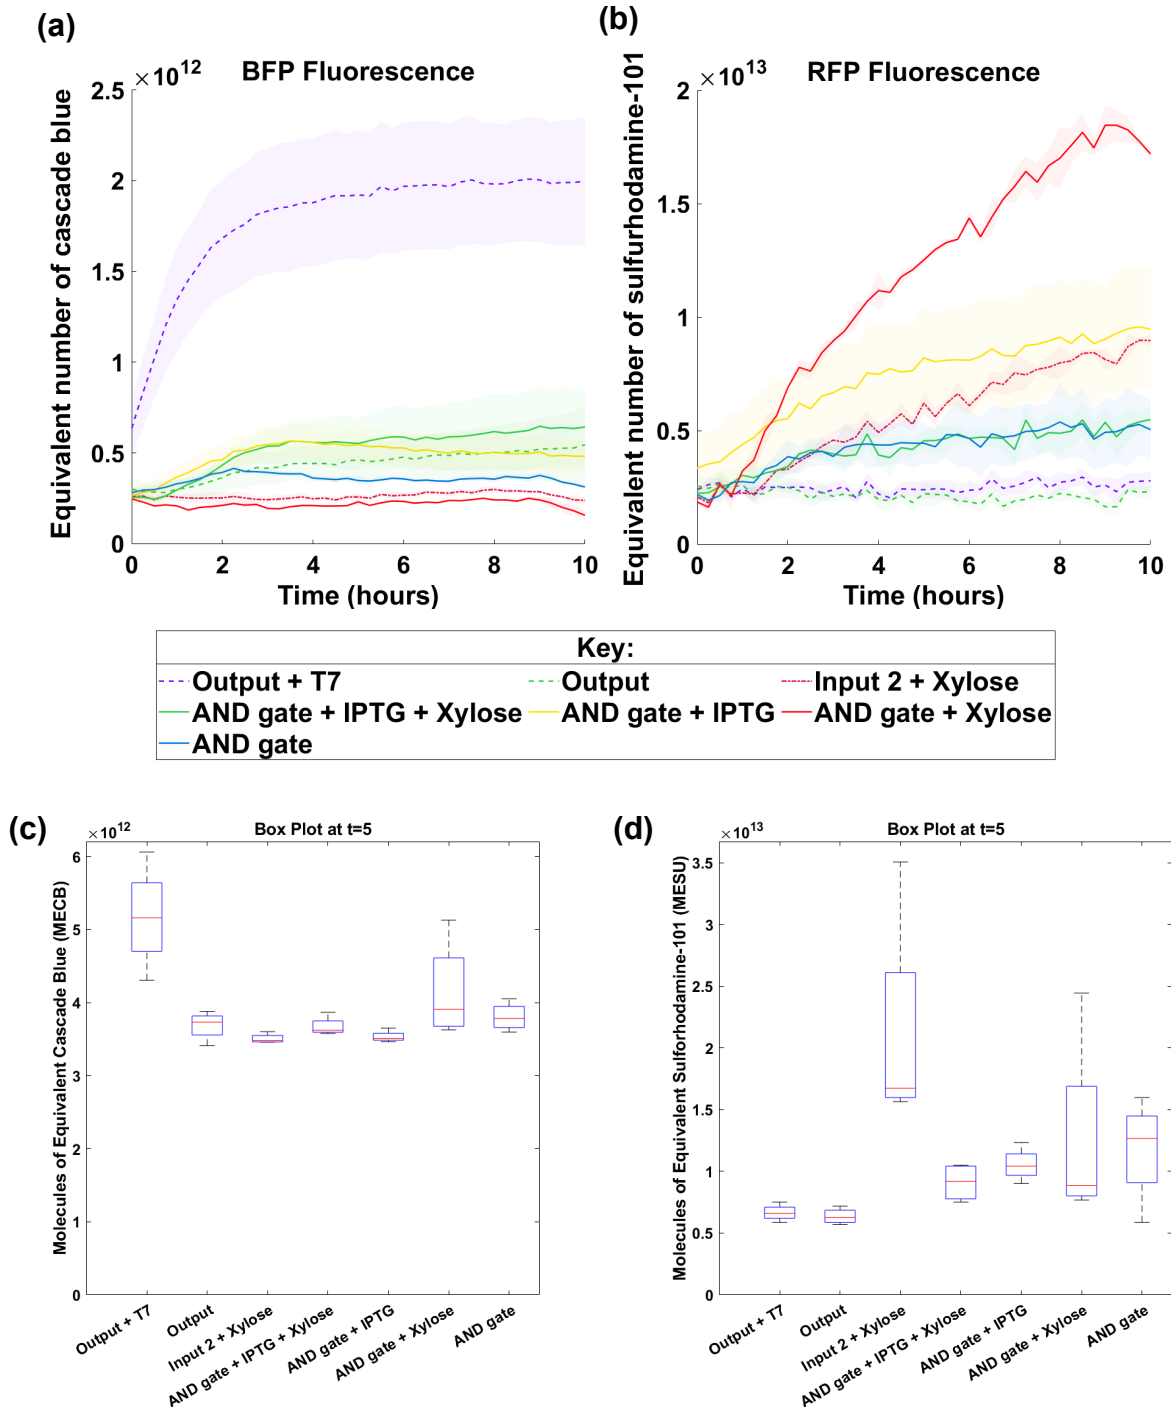 (a)
(b)
×10^12
BFP Fluorescence
×10^13
RFP Fluorescence
Equivalent number of cascade blue
2.5
2
1.5
1
0.5
0
0 2 4 6 8 10
Time (hours)
Equivalent number of sulfurhodamine-101
2
1.5
1
0.5
0
0 2 4 6 8 10
Time (hours)
Key:
Output + T7 Output Input 2 + Xylose
AND gate + IPTG + Xylose AND gate + IPTG AND gate + Xylose
AND gate
(c)
×10^12
Box Plot at t=5
Molecules of Equivalent Cascade Blue (MECB)
6
5
4
3
2
1
0
Output + T7
Output
Input 2 + Xylose
AND gate + IPTG + Xylose
AND gate + IPTG
AND gate + Xylose
AND gate
(d)
×10^13
Box Plot at t=5
Molecules of Equivalent Sulforhodamine-101 (MESU)
3.5
3
2.5
2
1.5
1
0.5
0
Output + T7
Output
Input 2 + Xylose
AND gate + IPTG + Xylose
AND gate + IPTG
AND gate + Xylose
AND gate